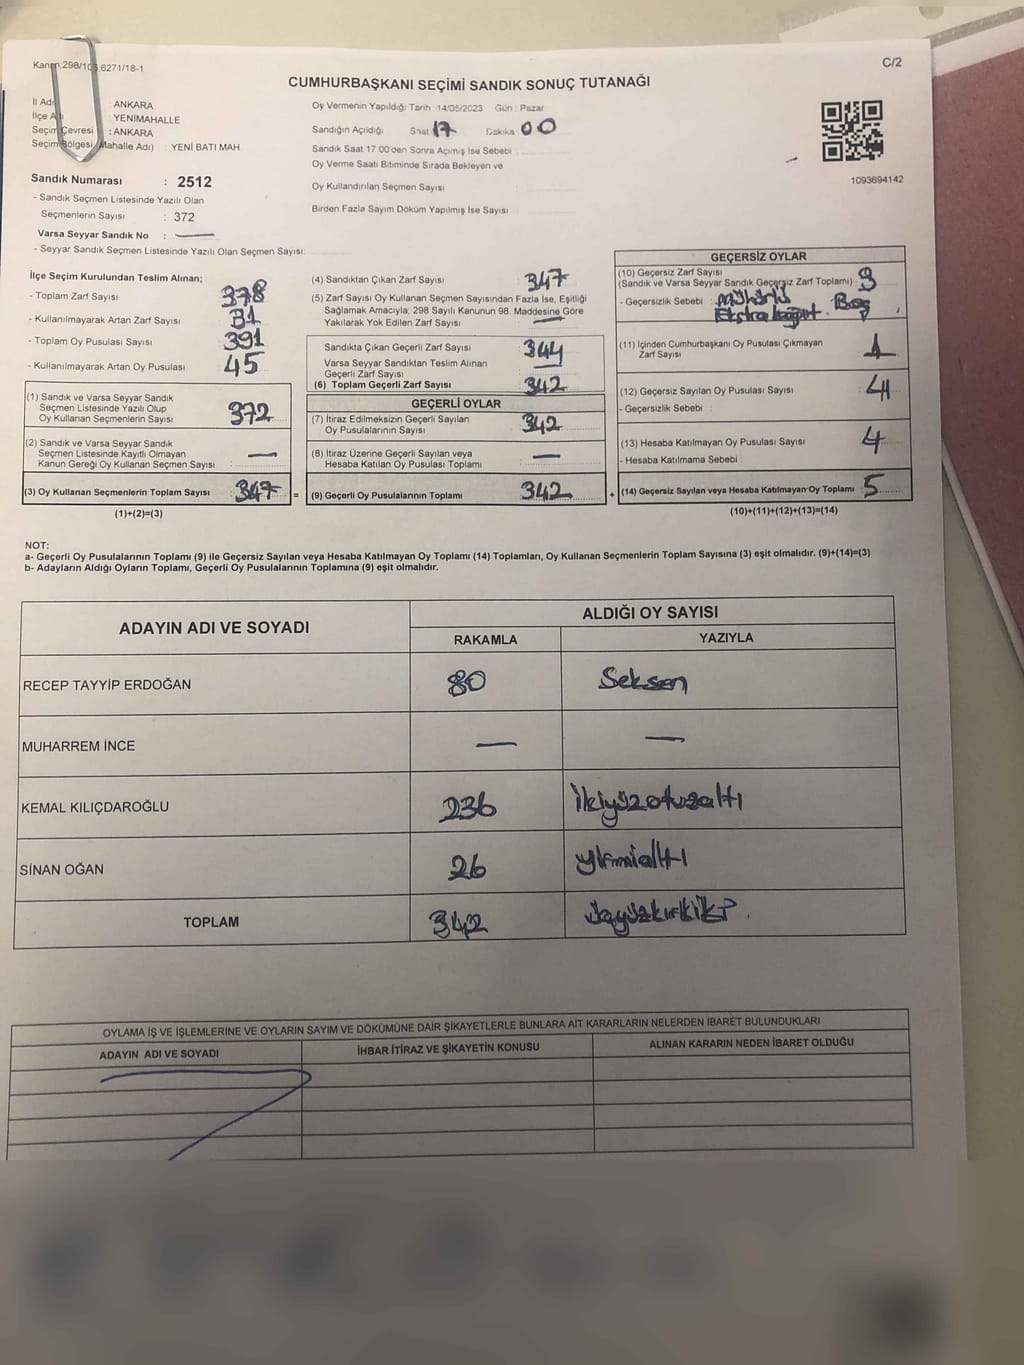 Kanun:298/105,6271/18-1
C/2
CUMHURBAŞKANI SEÇİMİ SANDIK SONUÇ TUTANAĞI
İl Adı ANKARA
İlçe Adı YENİMAHALLE
Seçim Çevresi : ANKARA
Seçim Bölgesi(Mahalle Adı) : YENİ BATI MAH
Sandık Numarası : 2512
- Sandık Seçmen Listesinde Yazılı Olan
Seçmenlerin Sayısı : 372
Varsa Seyyar Sandık No : —
- Seyyar Sandık Seçmen Listesinde Yazılı Olan Seçmen Sayısı:
Oy Vermenin Yapıldığı Tarih :14/05/2023 Gün : Pazar
Sandığın Açıldığı Saat 17 Dakika 00
Sandık Saat 17:00'den Sonra Açımış İse Sebebi
Oy Verme Saati Bitiminde Sırada Bekleyen ve
Oy Kullandırılan Seçmen Sayısı
Birden Fazla Sayım Döküm Yapılmış İse Sayısı
1093694142
İlçe Seçim Kurulundan Teslim Alınan;
- Toplam Zarf Sayısı 378
- Kullanılmayarak Artan Zarf Sayısı 31
- Toplam Oy Pusulası Sayısı 391
- Kullanılmayarak Artan Oy Pusulası 45
(1) Sandık ve Varsa Seyyar Sandık
Seçmen Listesinde Yazılı Olup
Oy Kullanan Seçmenlerin Sayısı 372
(2) Sandık ve Varsa Seyyar Sandık
Seçmen Listesinde Kayıtlı Olmayan
Kanun Gereği Oy Kullanan Seçmen Sayısı —
(3) Oy Kullanan Seçmenlerin Toplam Sayısı 347 =
(1)+(2)=(3)
(4) Sandıktan Çıkan Zarf Sayısı 347
(5) Zarf Sayısı Oy Kullanan Seçmen Sayısından Fazla İse, Eşitliği
Sağlamak Amacıyla; 298 Sayılı Kanunun 98. Maddesine Göre
Yakılarak Yok Edilen Zarf Sayısı —
Sandıkta Çıkan Geçerli Zarf Sayısı 344
Varsa Seyyar Sandıktan Teslim Alınan
Geçerli Zarf Sayısı —
(6) Toplam Geçerli Zarf Sayısı 342
GEÇERLİ OYLAR
(7) İtiraz Edilmeksizin Geçerli Sayılan
Oy Pusulalarının Sayısı 342
(8) İtiraz Üzerine Geçerli Sayılan veya
Hesaba Katılan Oy Pusulası Toplamı —
(9) Geçerli Oy Pusulalarının Toplamı 342 +
GEÇERSİZ OYLAR
(10) Geçersiz Zarf Sayısı
(Sandık ve Varsa Seyyar Sandık Geçersiz Zarf Toplamı) 3
- Geçersizlik Sebebi : mühürlü Boş
Ekstra kağıt.
(11) İçinden Cumhurbaşkanı Oy Pusulası Çıkmayan
Zarf Sayısı 1
(12) Geçersiz Sayılan Oy Pusulası Sayısı
- Geçersizlik Sebebi
(13) Hesaba Katılmayan Oy Pusulası Sayısı 4
- Hesaba Katılmama Sebebi
(14) Geçersiz Sayılan veya Hesaba Katılmayan Oy Toplamı 5
(10)+(11)+(12)+(13)=(14)
NOT:
a- Geçerli Oy Pusulalarının Toplamı (9) ile Geçersiz Sayılan veya Hesaba Katılmayan Oy Toplamı (14) Toplamları, Oy Kullanan Seçmenlerin Toplam Sayısına (3) eşit olmalıdır. (9)+(14)=(3)
b- Adayların Aldığı Oyların Toplamı, Geçerli Oy Pusulalarının Toplamına (9) eşit olmalıdır.
ADAYIN ADI VE SOYADI
ALDIĞI OY SAYISI
RAKAMLA YAZIYLA
RECEP TAYYİP ERDOĞAN 80 Seksen
MUHARREM İNCE — —
KEMAL KILIÇDAROĞLU 236 ikiyüzotuzaltı
SİNAN OĞAN 26 yirmialtı
TOPLAM 342 üçyüzkırkiki
OYLAMA İŞ VE İŞLEMLERİNE VE OYLARIN SAYIM VE DÖKÜMÜNE DAİR ŞİKAYETLERLE BUNLARA AİT KARARLARIN NELERDEN İBARET BULUNDUKLARI
ADAYIN ADI VE SOYADI İHBAR İTİRAZ VE ŞİKAYETİN KONUSU ALINAN KARARIN NEDEN İBARET OLDUĞU